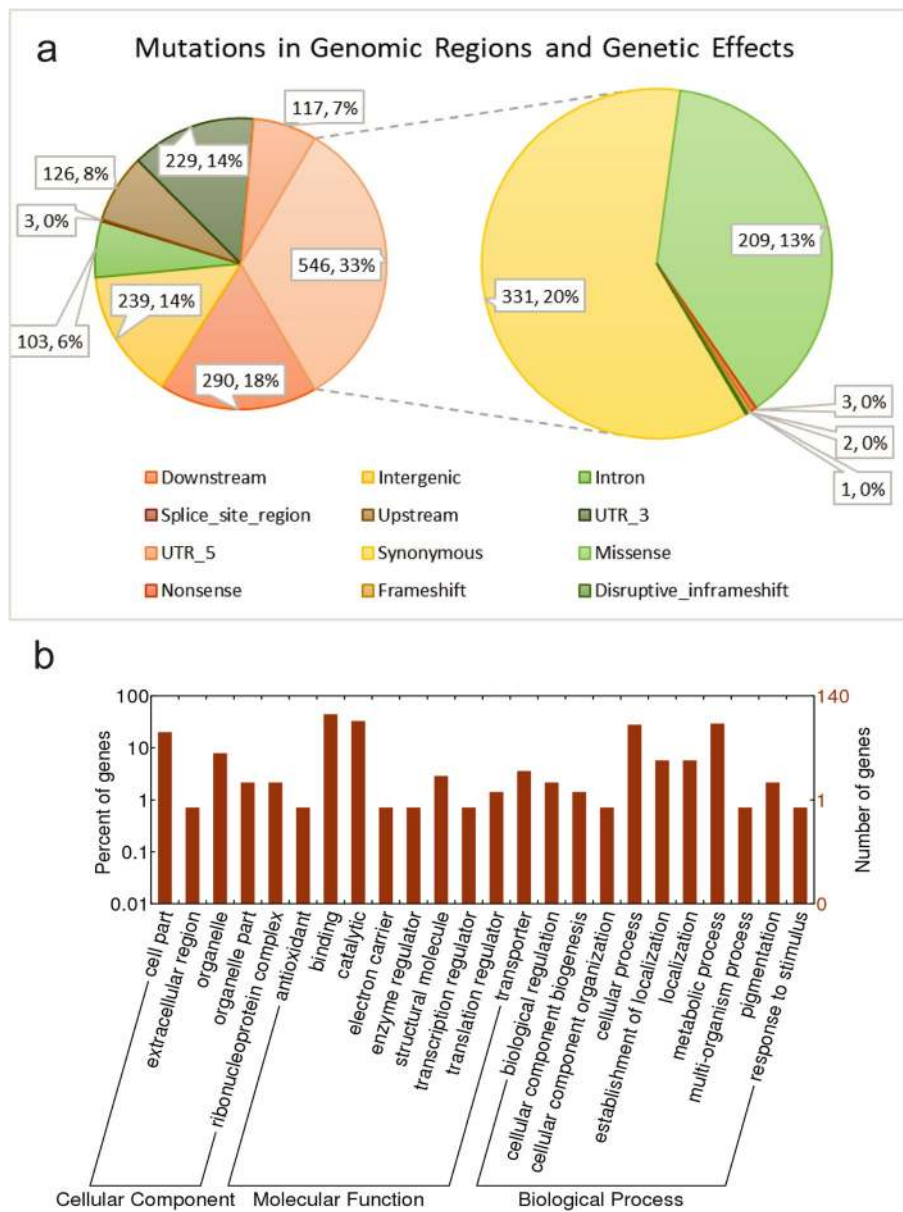 a
Mutations in Genomic Regions and Genetic Effects
117, 7%
229, 14%
126, 8%
3, 0%
546, 33%
239, 14%
103, 6%
290, 18%
209, 13%
331, 20%
3, 0%
2, 0%
1, 0%
Downstream Intergenic Intron
Splice_site_region Upstream UTR_3
UTR_5 Synonymous Missense
Nonsense Frameshift Disruptive_inframeshift
b
Percent of genes
100
10
1
0.1
0.01
140
1
0
Number of genes
cell part
extracellular region
organelle
organelle part
ribonucleoprotein complex
antioxidant
binding
catalytic
electron carrier
enzyme regulator
structural molecule
transcription regulator
translation regulator
transporter
biological regulation
cellular component biogenesis
cellular component organization
cellular process
establishment of localization
localization
metabolic process
multi-organism process
pigmentation
response to stimulus
Cellular Component Molecular Function Biological Process